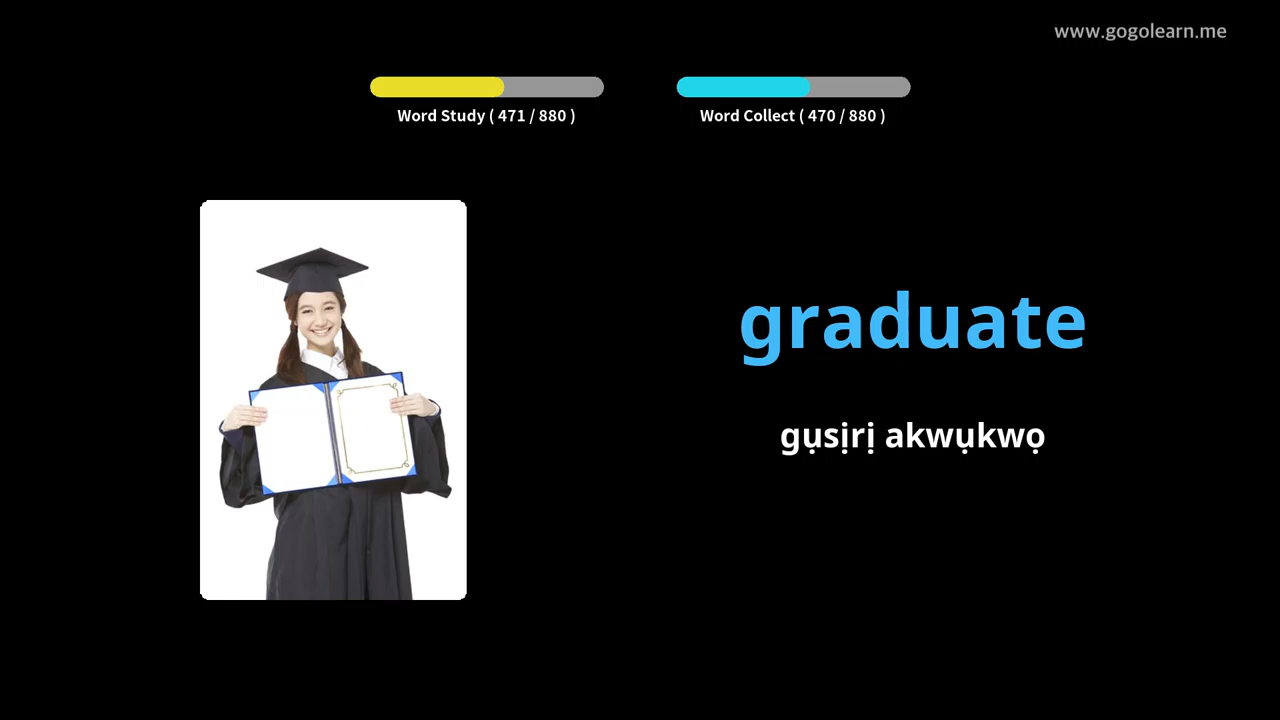 www.gogolearn.me
Word Study ( 471 / 880 )
Word Collect ( 470 / 880 )
graduate
gụsịrị akwụkwọ